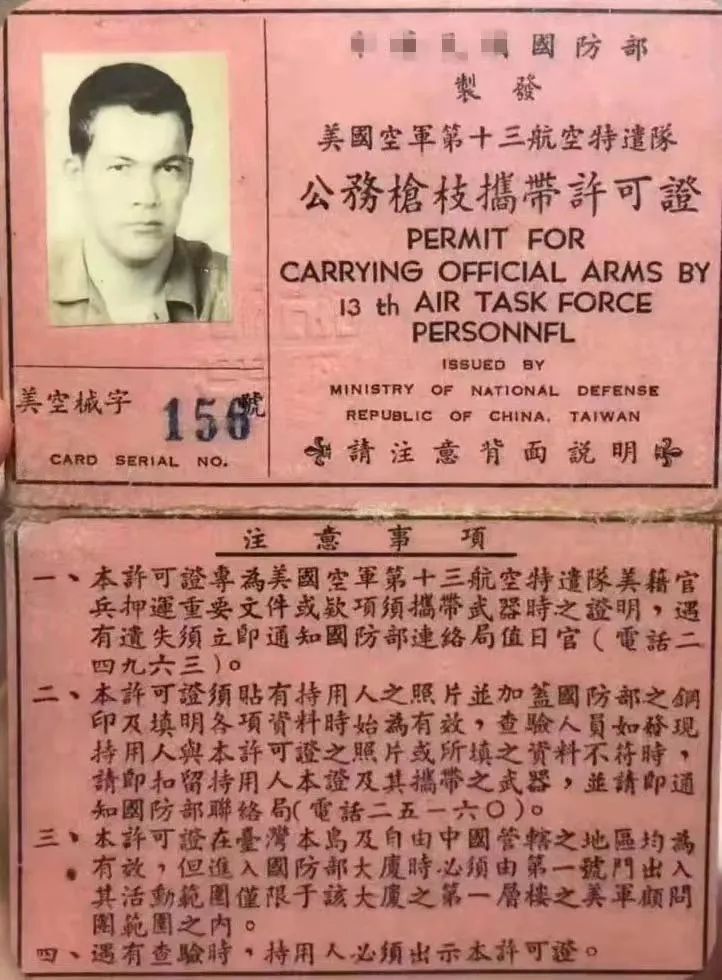 國防部
製發
美國空軍第十三航空特遣隊
公務槍枝攜帶許可證
PERMIT FOR
CARRYING OFFICIAL ARMS BY
13 th AIR TASK FORCE
PERSONNFL
ISSUED BY
MINISTRY OF NATIONAL DEFENSE
REPUBLIC OF CHINA. TAIWAN
請注意背面說明
美空械字 156號
CARD SERIAL NO.
注意事項
一、本許可證專為美國空軍第十三航空特遣隊美籍官
兵押運重要文件或欵項須攜帶武器時之證明，遇
有遺失須立即通知國防部連絡局值日官（電話二
四九六三）。
二、本許可證須貼有持用人之照片並加蓋國防部之鋼
印及填明各項資料時始為有效，查驗人員如發現
持用人與本許可證之照片或所填之資料不符時，
請即扣留持用人本證及其攜帶之武器，並請即通
知國防部聯絡局（電話二五一六〇）。
三、本許可證在臺灣本島及自由中國管轄之地區均為
有效，但進入國防部大廈時必須由第一號門出入
其活動範圍僅限于該大廈之第一層樓之美軍顧問
團範圍之內。
四、遇有查驗時，持用人必須出示本許可證。